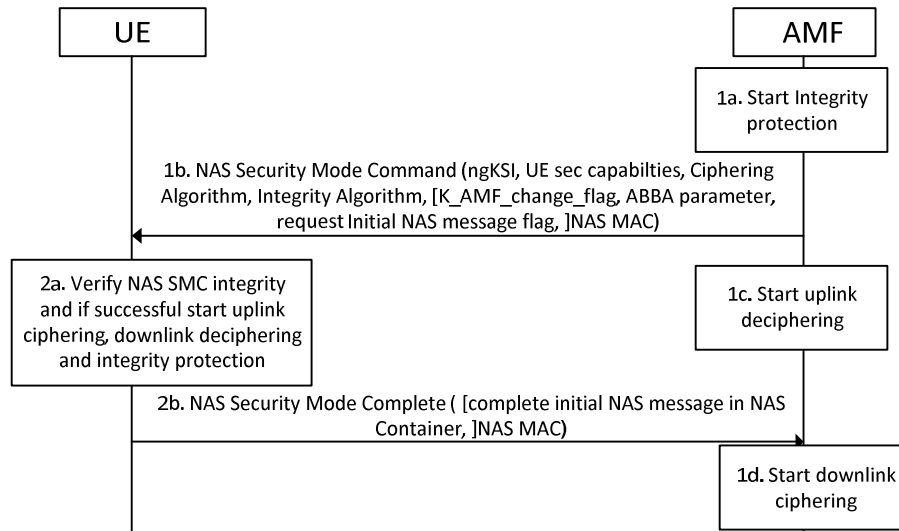 UE
AMF
1a. Start Integrity
protection
1b. NAS Security Mode Command (ngKSI, UE sec capabilties, Ciphering
Algorithm, Integrity Algorithm, [K_AMF_change_flag, ABBA parameter,
request Initial NAS message flag, ]NAS MAC)
2a. Verify NAS SMC integrity
and if successful start uplink
ciphering, downlink deciphering
and integrity protection
1c. Start uplink
deciphering
2b. NAS Security Mode Complete ( [complete initial NAS message in NAS
Container, ]NAS MAC)
1d. Start downlink
ciphering